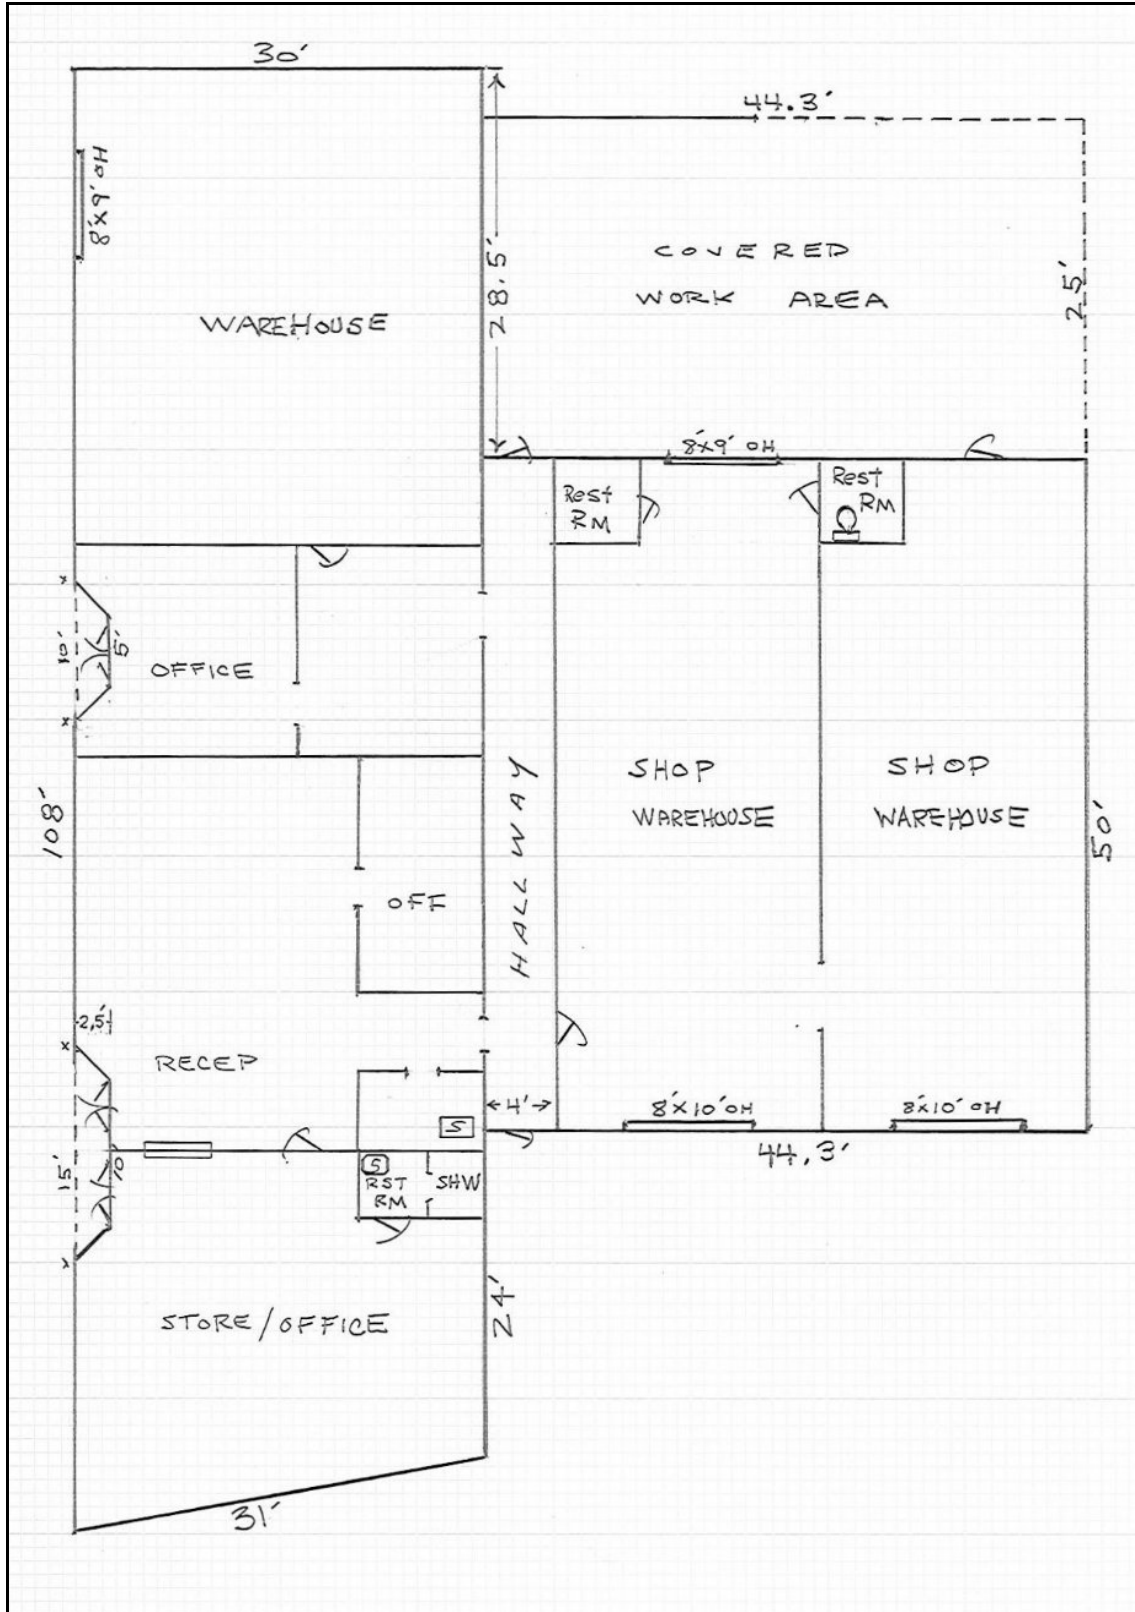 30'
44.3'
8'x9' OH
28.5'
COVERED
WORK AREA
25'
WAREHOUSE
8'x9' OH
Rest
RM
Rest
RM
10'
5'
OFFICE
SHOP
WAREHOUSE
SHOP
WAREHOUSE
HALL WAY
108'
50'
OFF
2,5'
RECEP
4'
8'x10' OH
8'x10' OH
S
44,3'
15'
10'
S
RST
RM
SHW
24'
STORE/OFFICE
31'